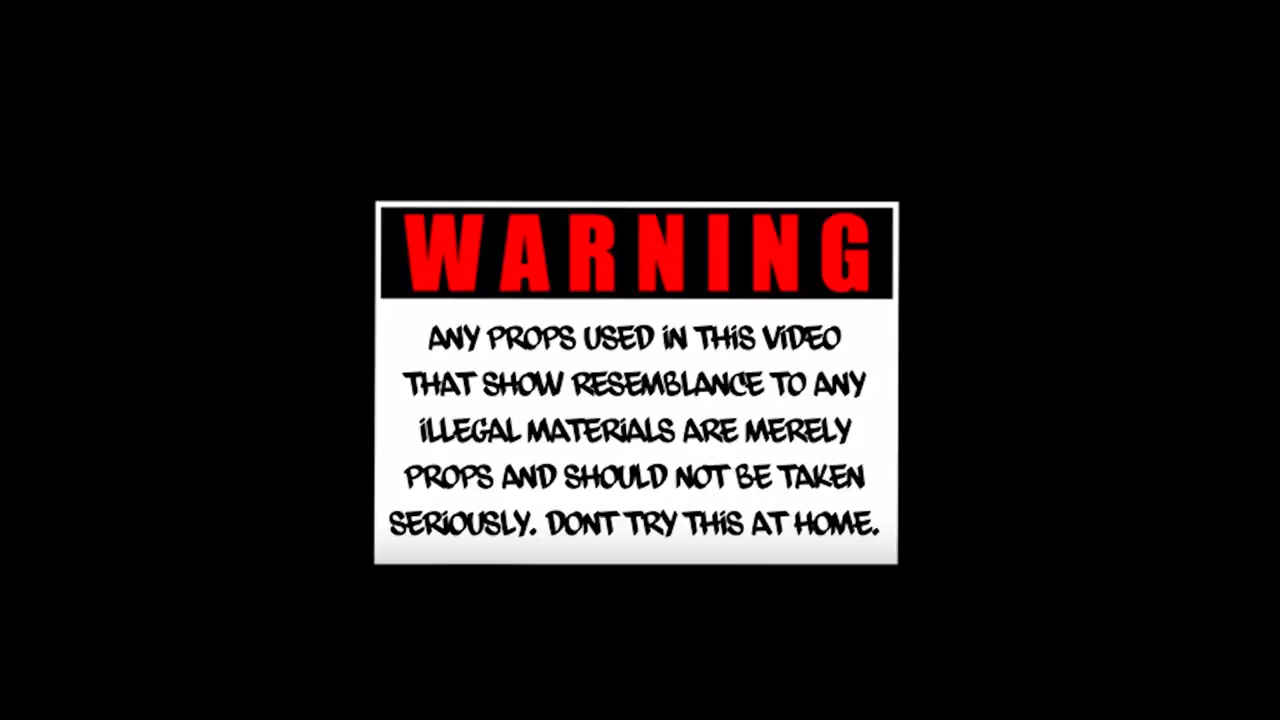 WARNING
ANY PROPS USED IN THIS VIDEO
THAT SHOW RESEMBLANCE TO ANY
ILLEGAL MATERIALS ARE MERELY
PROPS AND SHOULD NOT BE TAKEN
SERIOUSLY. DONT TRY THIS AT HOME.